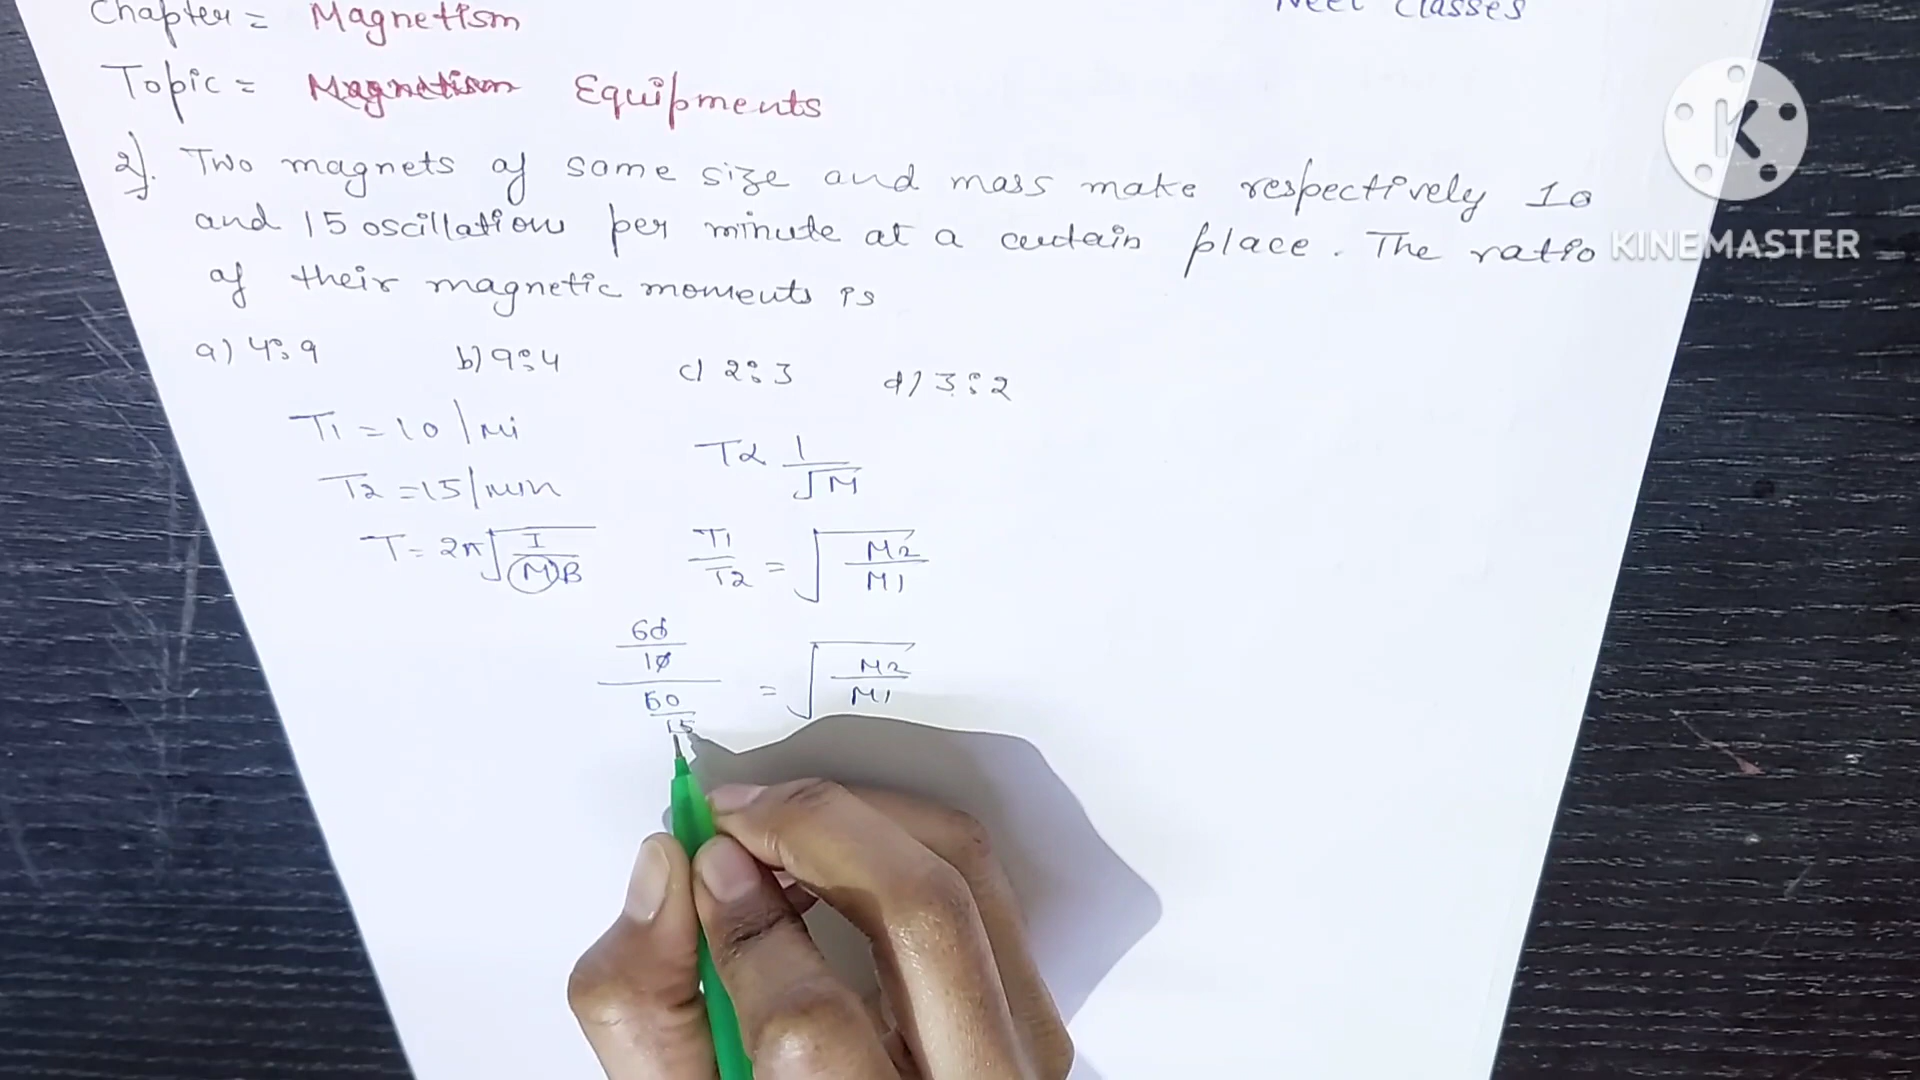 Chapter = Magnetism
Neet Classes
Topic = Magnetism Equipments
2). Two magnets of same size and mass make respectively 10
and 15 oscillation per minute at a certain place. The ratio
of their magnetic moments is
a) 4:9 b) 9:4 c) 2:3 d) 3:2
T1 = 10 | Mi
T2 = 15 | min
T α 1/√M
T = 2π √(I/MB)
T1/T2 = √(M2/M1)
(60/10)/(60/15) = √(M2/M1)
K
KINEMASTER